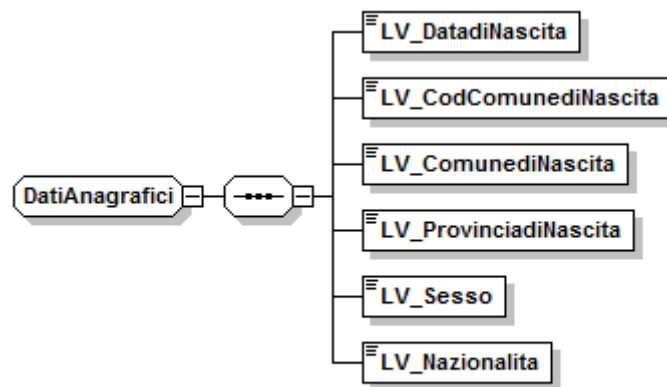 LV_DatadiNascita
LV_CodComunediNascita
LV_ComunediNascita
DatiAnagrafici
LV_ProvinciadiNascita
LV_Sesso
LV_Nazionalita